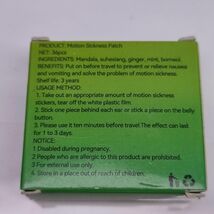 PRODUCT: Motion Sickness Patch
NET: 36pcs
INGREDIENTS: Mandala, suhexiang, ginger, mint, borneol.
BENEFITS: Put on before travel to prevent or relieve nausea
and vomiting and solve the problem of motion sickness.
Shelf life: 3 years
USAGE METHOD:
1. Take out an appropriate amount of motion sickness
stickers, tear off the white plastic film.
2. Stick one piece behind each ear or stick a piece on the belly
button.
3. Please use it ten minutes before travel.The effect can last
for 1 to 3 days.
NOTES
1. Disabled during pregnancy.
2. People who are allergic to this product are prohibited.
3. For external use only.
4. Store in a place out of reach of children.